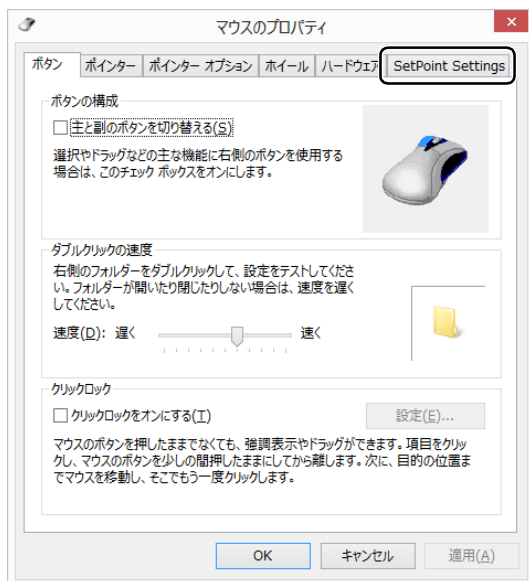 マウスのプロパティ
ボタン ポインター ポインター オプション ホイール ハードウェア SetPoint Settings
ボタンの構成
主と副のボタンを切り替える(S)
選択やドラッグなどの主な機能に右側のボタンを使用する
場合は、このチェック ボックスをオンにします。
ダブルクリックの速度
右側のフォルダーをダブルクリックして、設定をテストしてくださ
い。フォルダーが開いたり閉じたりしない場合は、速度を遅く
してください。
速度(D): 遅く 速く
クリックロック
クリックロックをオンにする(T) 設定(E)...
マウスのボタンを押したままでなくても、強調表示やドラッグができます。項目をクリッ
クし、マウスのボタンを少しの間押したままにしてから離します。次に、目的の位置ま
でマウスを移動し、そこでもう一度クリックします。
OK キャンセル 適用(A)